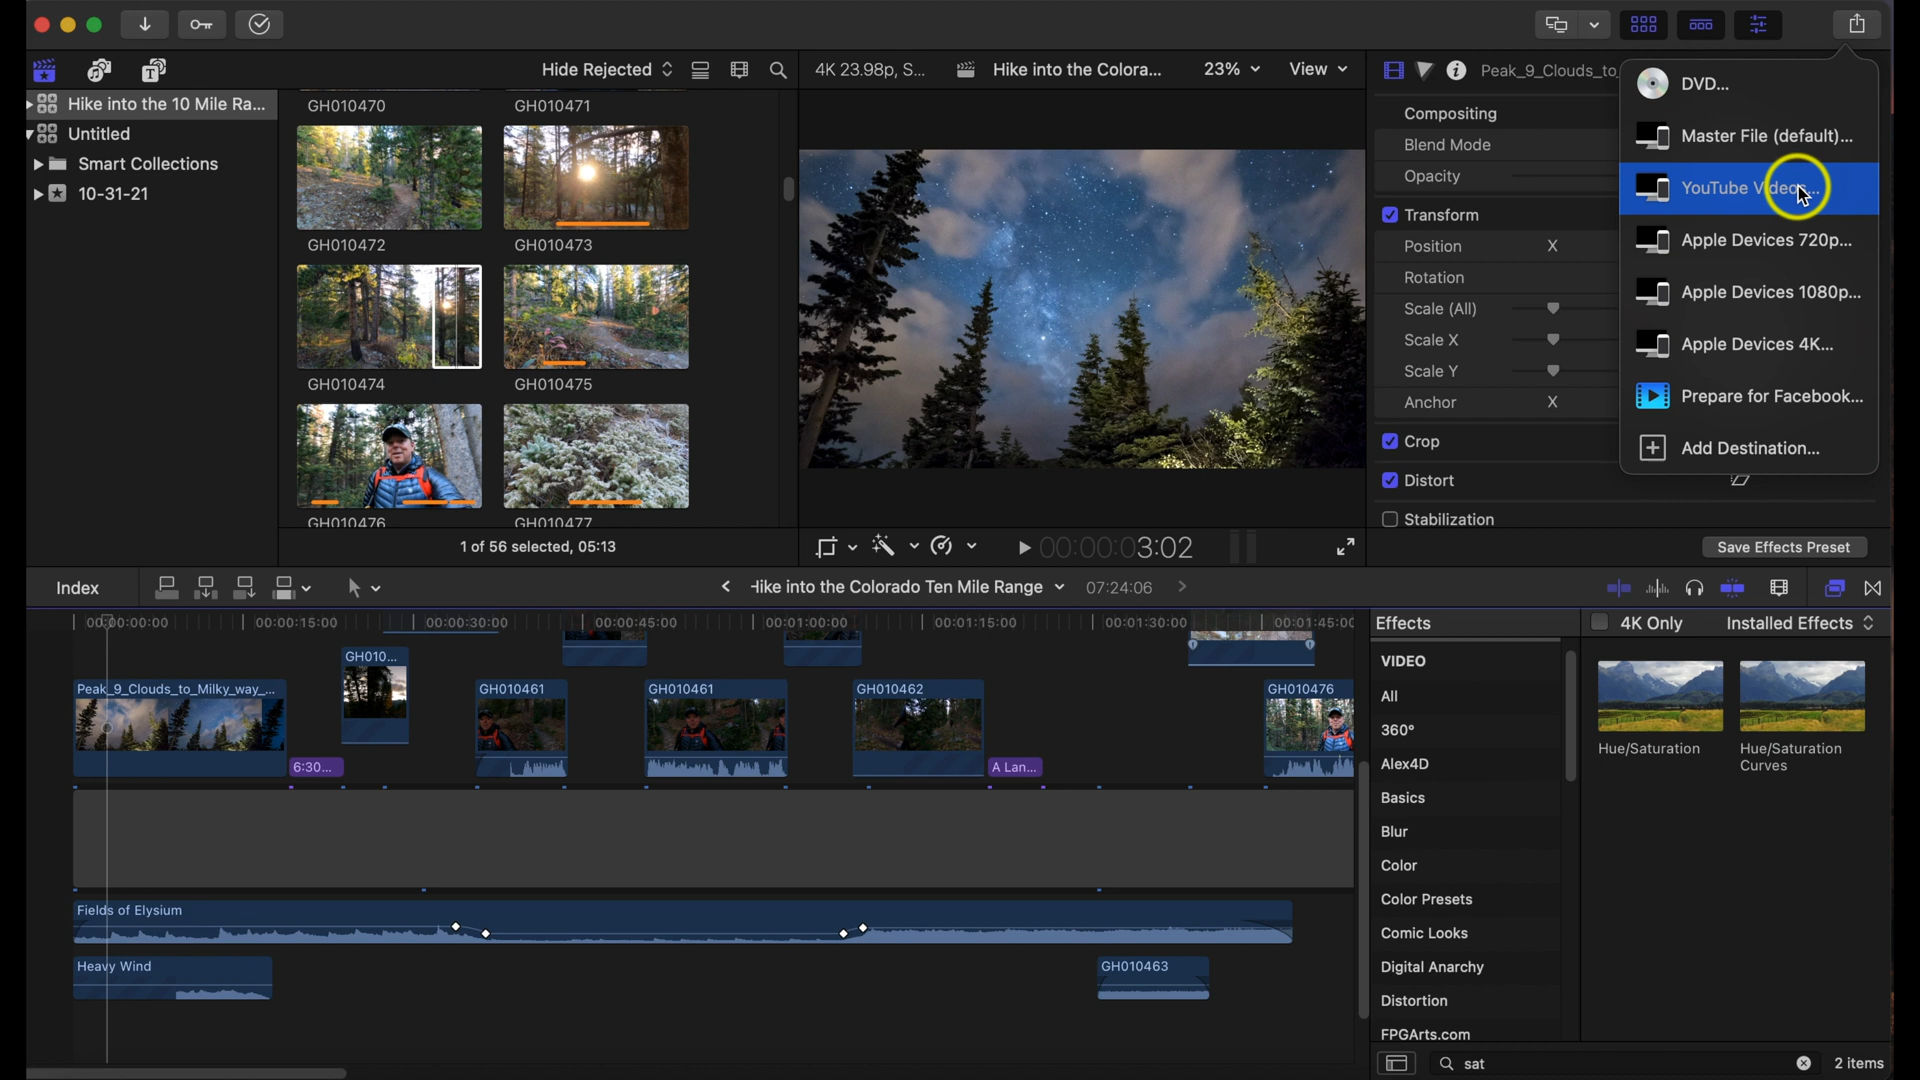 Hide Rejected
4K 23.98p, S...
Hike into the Colora...
23%
View
Peak_9_Clouds_to_
Hike into the 10 Mile Ra...
Untitled
Smart Collections
10-31-21
GH010470
GH010471
GH010472
GH010473
GH010474
GH010475
GH010476
GH010477
1 of 56 selected, 05:13
00:00:03:02
Compositing
Blend Mode
Opacity
Transform
Position
X
Rotation
Scale (All)
Scale X
Scale Y
Anchor
X
Crop
Distort
Stabilization
Save Effects Preset
DVD...
Master File (default)...
YouTube Video...
Apple Devices 720p...
Apple Devices 1080p...
Apple Devices 4K...
Prepare for Facebook...
Add Destination...
Index
Hike into the Colorado Ten Mile Range
07:24:06
00:00:00:00
00:00:15:00
00:00:30:00
00:00:45:00
00:01:00:00
00:01:15:00
00:01:30:00
00:01:45:00
GH010...
Peak_9_Clouds_to_Milky_way_...
GH010461
GH010461
GH010462
GH010476
6:30...
A Lan...
Fields of Elysium
Heavy Wind
GH010463
Effects
4K Only
Installed Effects
VIDEO
All
360°
Alex4D
Basics
Blur
Color
Color Presets
Comic Looks
Digital Anarchy
Distortion
FPGArts.com
Hue/Saturation
Hue/Saturation
Curves
sat
2 items